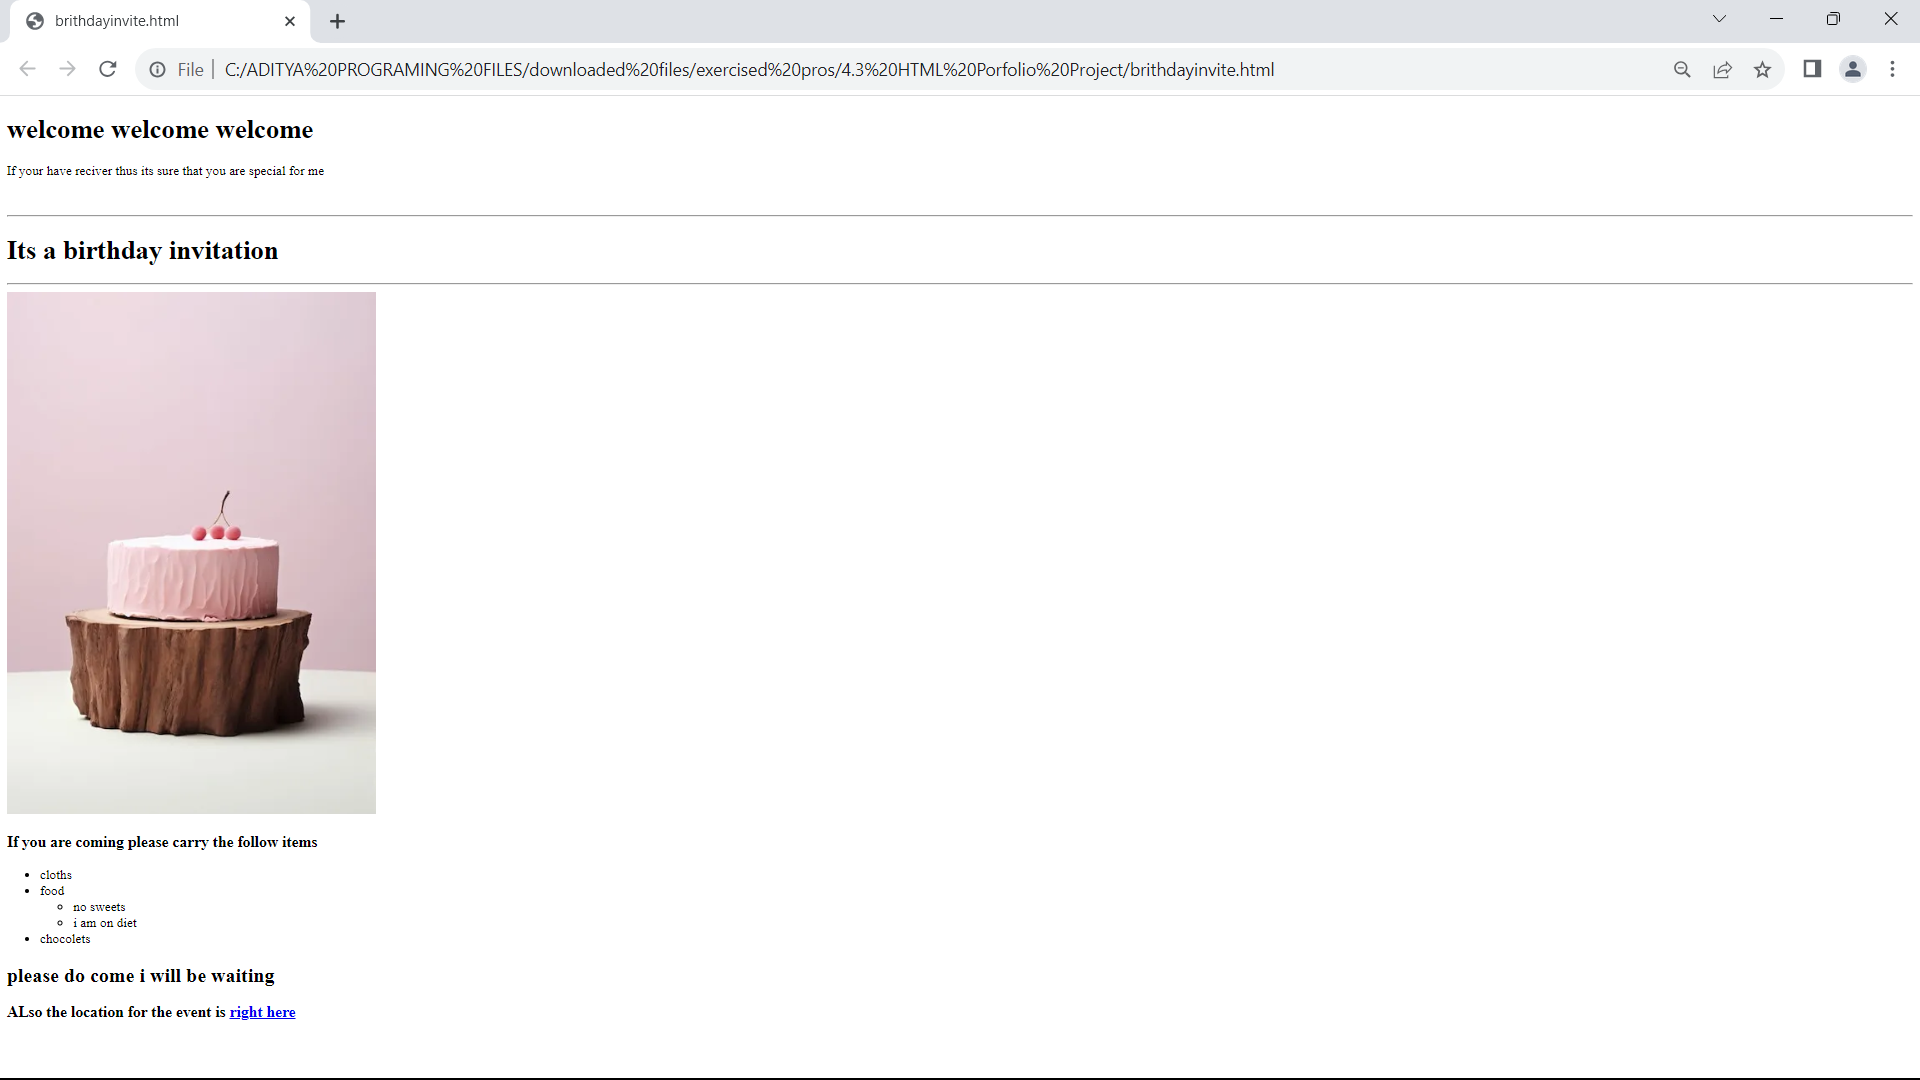 brithdayinvite.html
File C:/ADITYA%20PROGRAMING%20FILES/downloaded%20files/exercised%20pros/4.3%20HTML%20Porfolio%20Project/brithdayinvite.html
welcome welcome welcome
If your have reciver thus its sure that you are special for me
Its a birthday invitation
If you are coming please carry the follow items
cloths
food
no sweets
i am on diet
chocolets
please do come i will be waiting
ALso the location for the event is right here